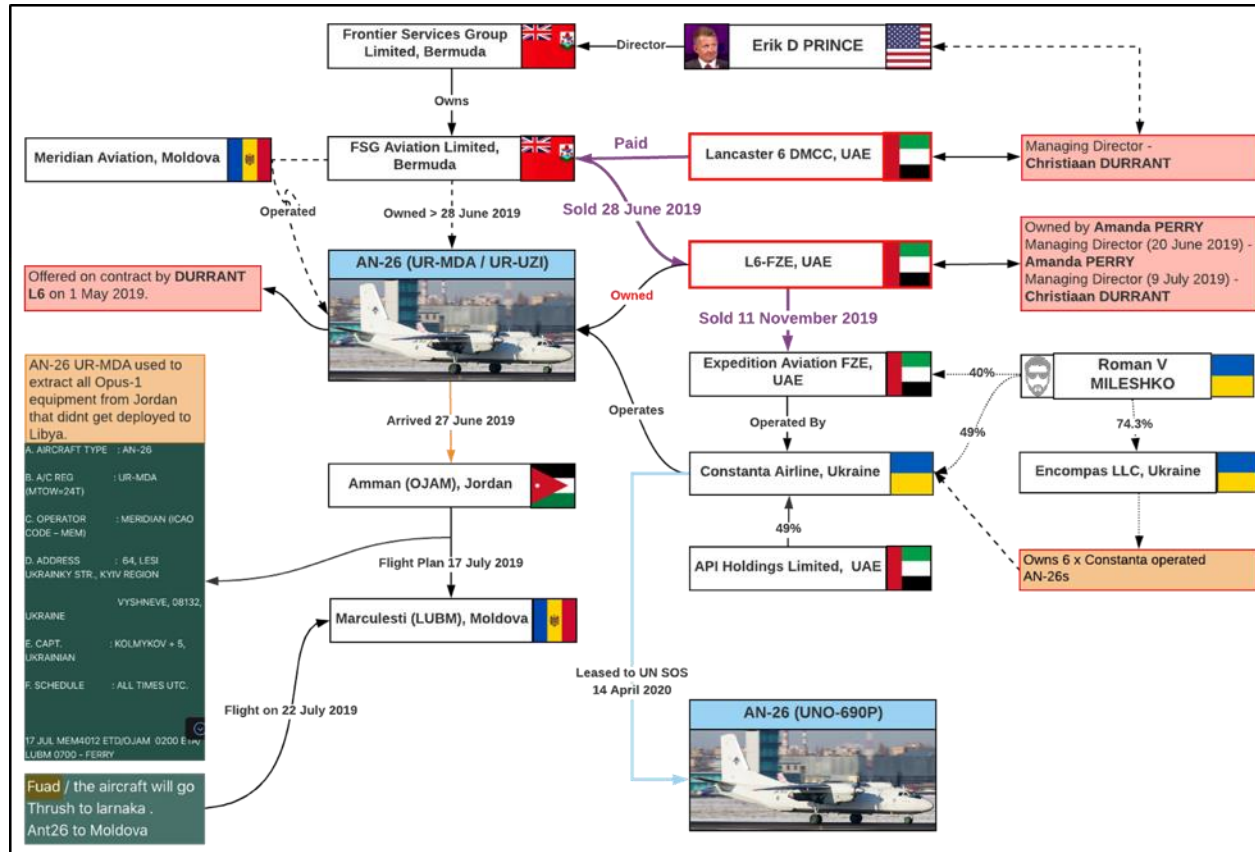 Frontier Services Group
Limited, Bermuda
Director
Erik D PRINCE
Owns
Meridian Aviation, Moldova
FSG Aviation Limited,
Bermuda
Paid
Lancaster 6 DMCC, UAE
Managing Director -
Christiaan DURRANT
Operated
Owned > 28 June 2019
Sold 28 June 2019
Offered on contract by DURRANT
L6 on 1 May 2019.
AN-26 (UR-MDA / UR-UZI)
Owned
L6-FZE, UAE
Owned by Amanda PERRY
Managing Director (20 June 2019) -
Amanda PERRY
Managing Director (9 July 2019) -
Christiaan DURRANT
Sold 11 November 2019
AN-26 UR-MDA used to
extract all Opus-1
equipment from Jordan
that didnt get deployed to
Libya.
Arrived 27 June 2019
Operates
Expedition Aviation FZE,
UAE
40%
Roman V
MILESHKO
Operated By
49%
74.3%
A. AIRCRAFT TYPE : AN-26
B. A/C REG : UR-MDA
(MTOW=24T)
C. OPERATOR : MERIDIAN (ICAO
CODE – MEM)
D. ADDRESS : 64, LESI
UKRAINKY STR., KYIV REGION
VYSHNEVE, 08132,
UKRAINE
E. CAPT. : KOLMYKOV + 5,
UKRAINIAN
F. SCHEDULE : ALL TIMES UTC.
17 JUL MEM4012 ETD/OJAM 0200 ETA/
LUBM 0700 - FERRY
Amman (OJAM), Jordan
Constanta Airline, Ukraine
Encompas LLC, Ukraine
Flight Plan 17 July 2019
49%
API Holdings Limited, UAE
Owns 6 x Constanta operated
AN-26s
Marculesti (LUBM), Moldova
Leased to UN SOS
14 April 2020
Flight on 22 July 2019
AN-26 (UNO-690P)
Fuad / the aircraft will go
Thrush to larnaka .
Ant26 to Moldova